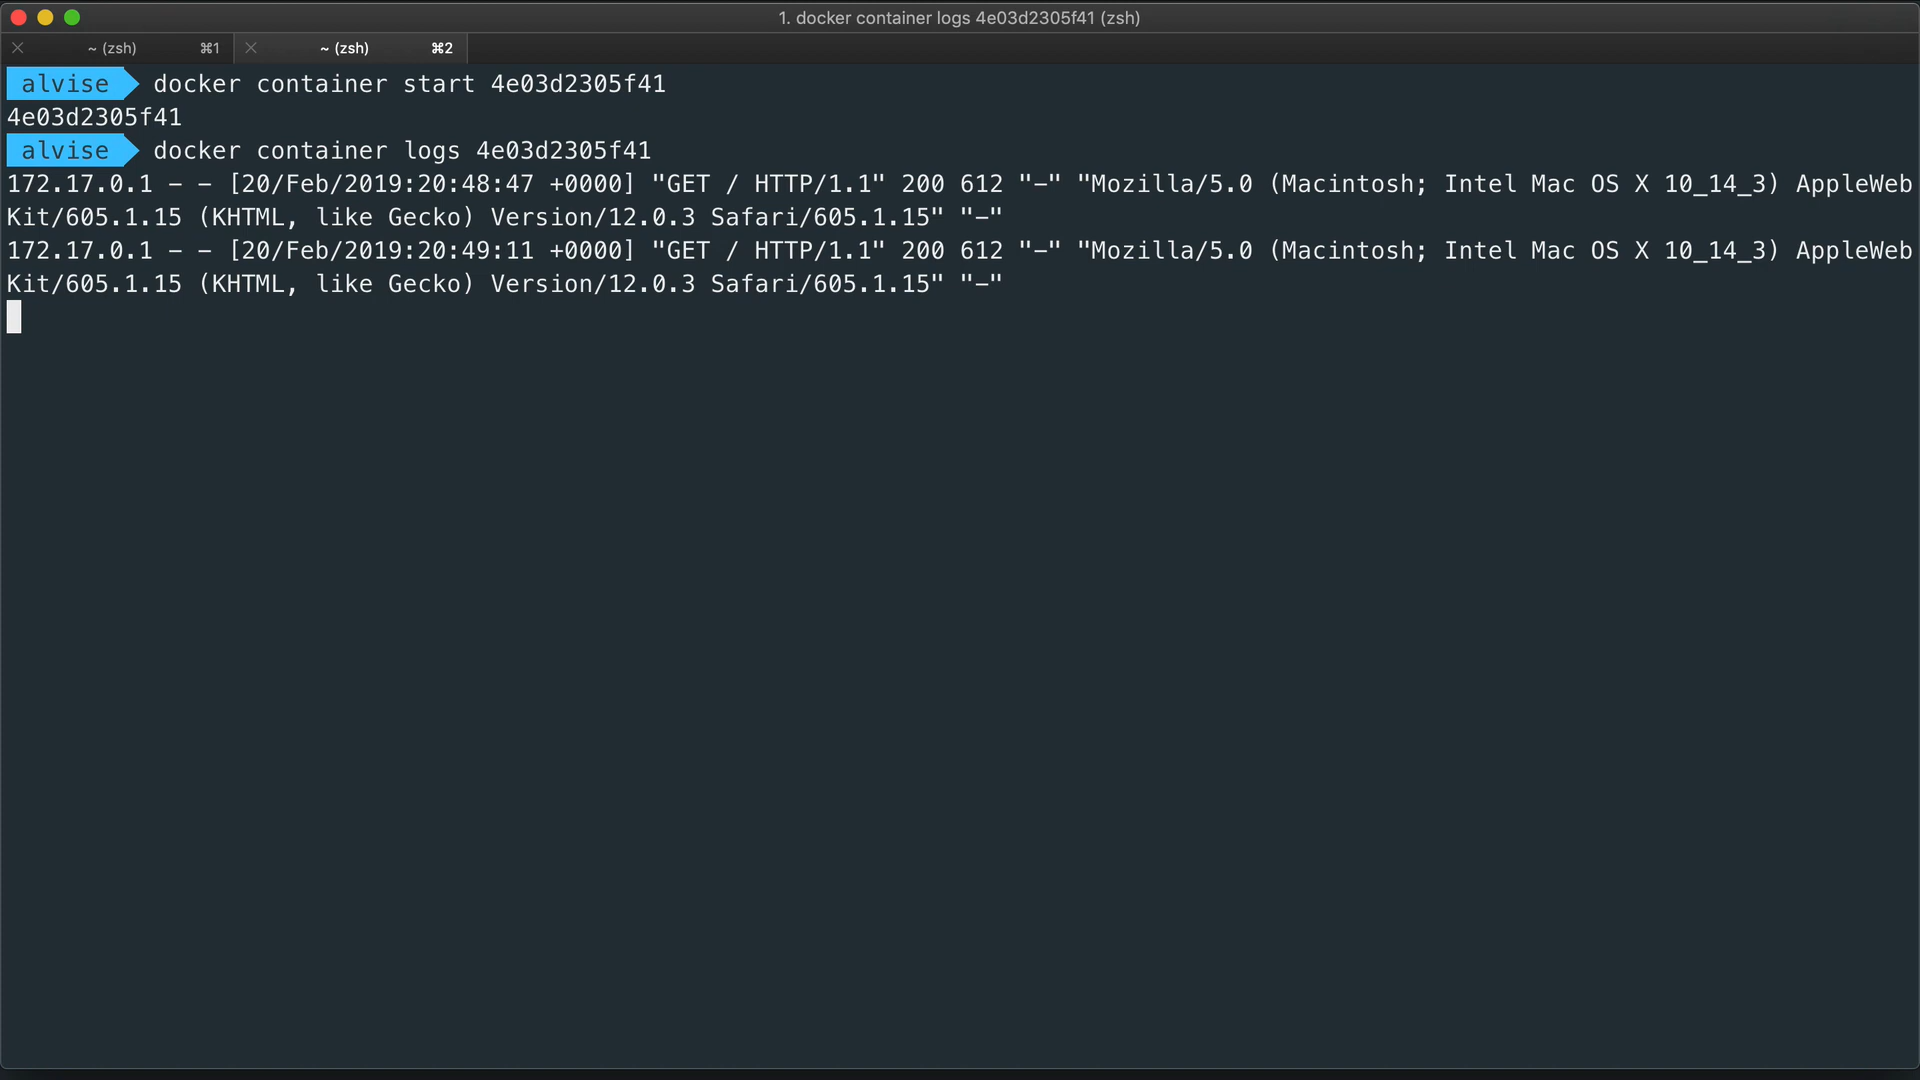 1. docker container logs 4e03d2305f41 (zsh)
~ (zsh) ⌘1 ~ (zsh) ⌘2
alvise docker container start 4e03d2305f41
4e03d2305f41
alvise docker container logs 4e03d2305f41
172.17.0.1 - - [20/Feb/2019:20:48:47 +0000] "GET / HTTP/1.1" 200 612 "-" "Mozilla/5.0 (Macintosh; Intel Mac OS X 10_14_3) AppleWeb
Kit/605.1.15 (KHTML, like Gecko) Version/12.0.3 Safari/605.1.15" "-"
172.17.0.1 - - [20/Feb/2019:20:49:11 +0000] "GET / HTTP/1.1" 200 612 "-" "Mozilla/5.0 (Macintosh; Intel Mac OS X 10_14_3) AppleWeb
Kit/605.1.15 (KHTML, like Gecko) Version/12.0.3 Safari/605.1.15" "-"